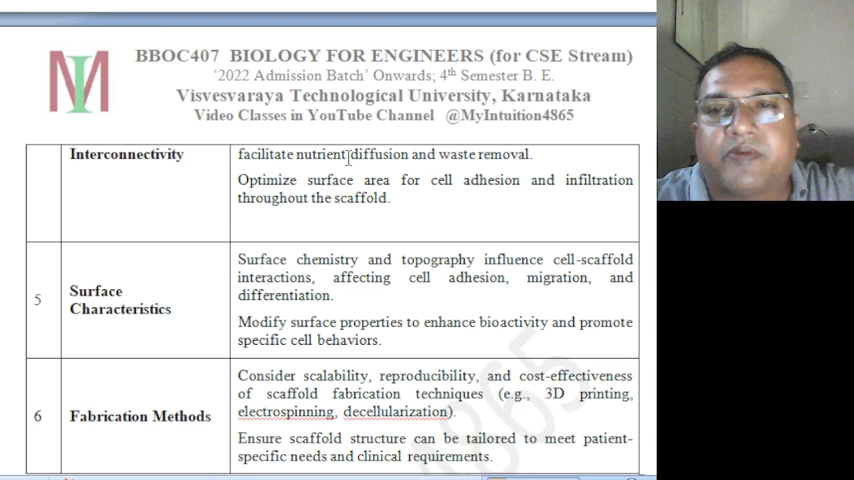 BBOC407 BIOLOGY FOR ENGINEERS (for CSE Stream)
'2022 Admission Batch' Onwards; 4th Semester B. E.
Visvesvaraya Technological University, Karnataka
Video Classes in YouTube Channel @MyIntuition4865
MI
Interconnectivity
facilitate nutrient diffusion and waste removal.
Optimize surface area for cell adhesion and infiltration
throughout the scaffold.
5
Surface
Characteristics
Surface chemistry and topography influence cell-scaffold
interactions, affecting cell adhesion, migration, and
differentiation.
Modify surface properties to enhance bioactivity and promote
specific cell behaviors.
6
Fabrication Methods
Consider scalability, reproducibility, and cost-effectiveness
of scaffold fabrication techniques (e.g., 3D printing,
electrospinning, decellularization).
Ensure scaffold structure can be tailored to meet patient-
specific needs and clinical requirements.
4865